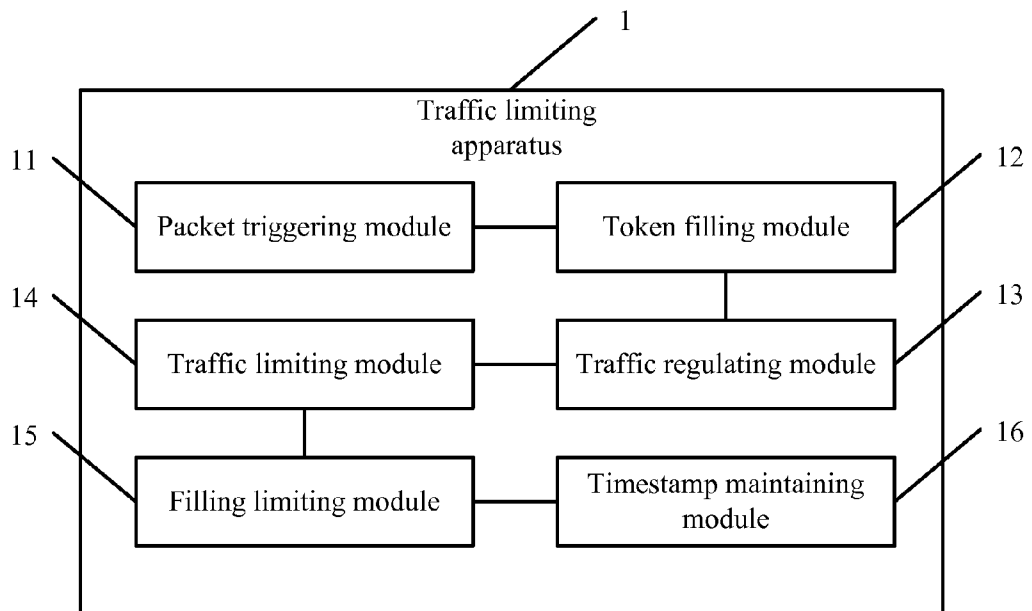 1
Traffic limiting
apparatus
11
12
Packet triggering module
Token filling module
14
13
Traffic limiting module
Traffic regulating module
15
16
Filling limiting module
Timestamp maintaining
module